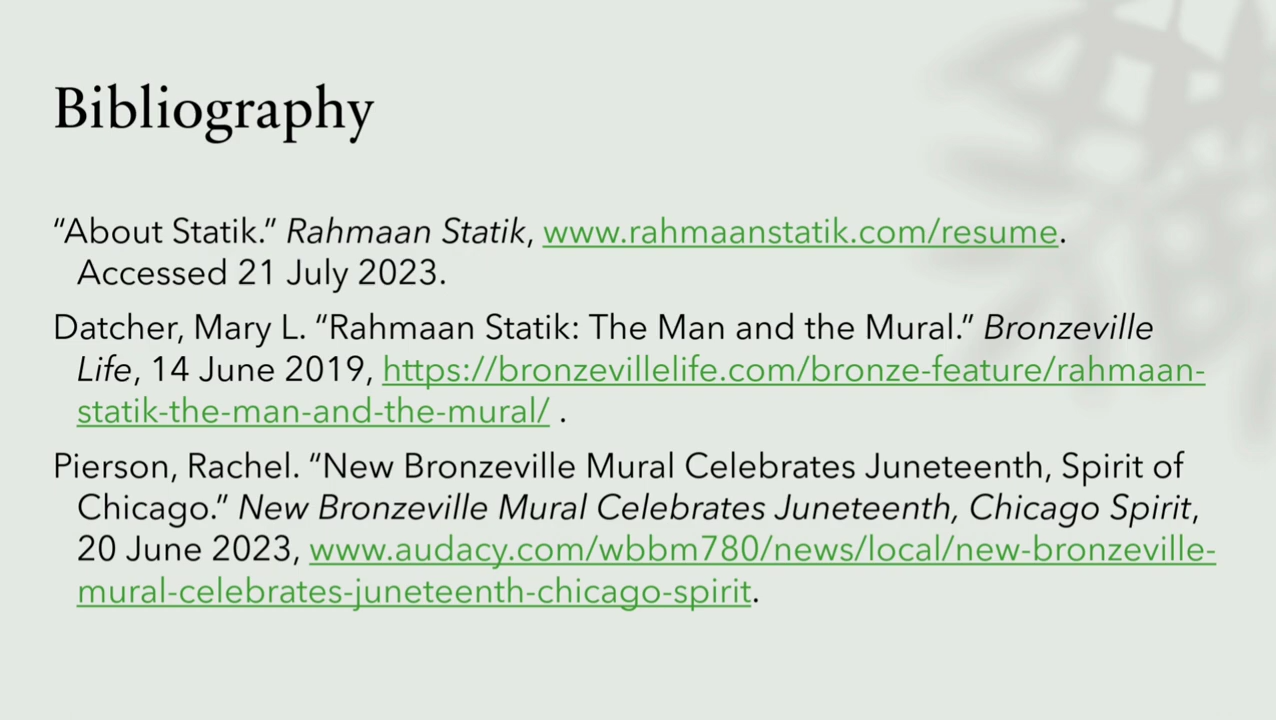 Bibliography
“About Statik.” Rahmaan Statik, www.rahmaanstatik.com/resume.
Accessed 21 July 2023.
Datcher, Mary L. “Rahmaan Statik: The Man and the Mural.” Bronzeville
Life, 14 June 2019, https://bronzevillelife.com/bronze-feature/rahmaan-
statik-the-man-and-the-mural/ .
Pierson, Rachel. “New Bronzeville Mural Celebrates Juneteenth, Spirit of
Chicago.” New Bronzeville Mural Celebrates Juneteenth, Chicago Spirit,
20 June 2023, www.audacy.com/wbbm780/news/local/new-bronzeville-
mural-celebrates-juneteenth-chicago-spirit.